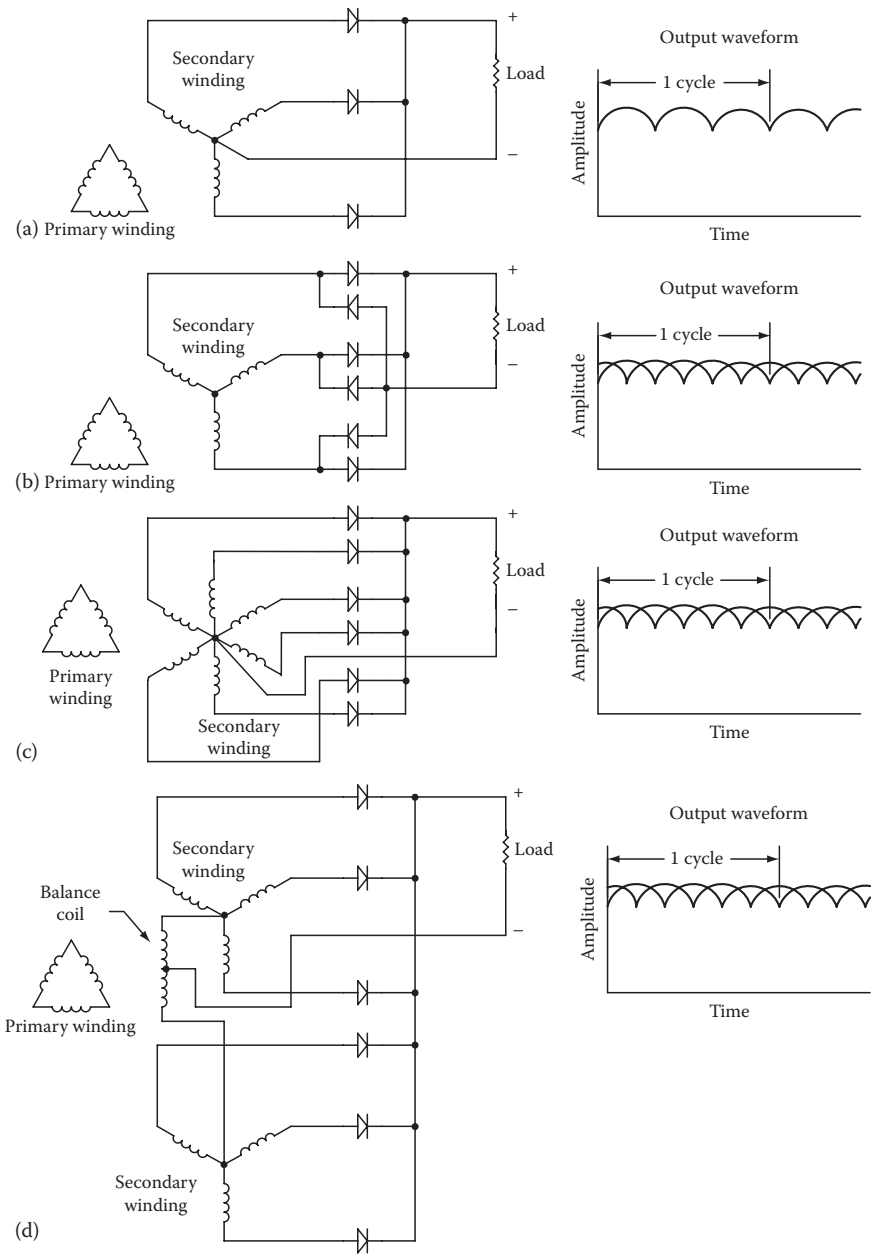 +
Secondary
winding
Load
−
Primary winding
(a)
Output waveform
1 cycle
Amplitude
Time
+
Secondary
winding
Load
−
Primary winding
(b)
Output waveform
1 cycle
Amplitude
Time
+
Load
−
Primary
winding
Secondary
winding
(c)
Output waveform
1 cycle
Amplitude
Time
+
Secondary
winding
Load
Balance
coil
−
Primary winding
Secondary
winding
(d)
Output waveform
1 cycle
Amplitude
Time